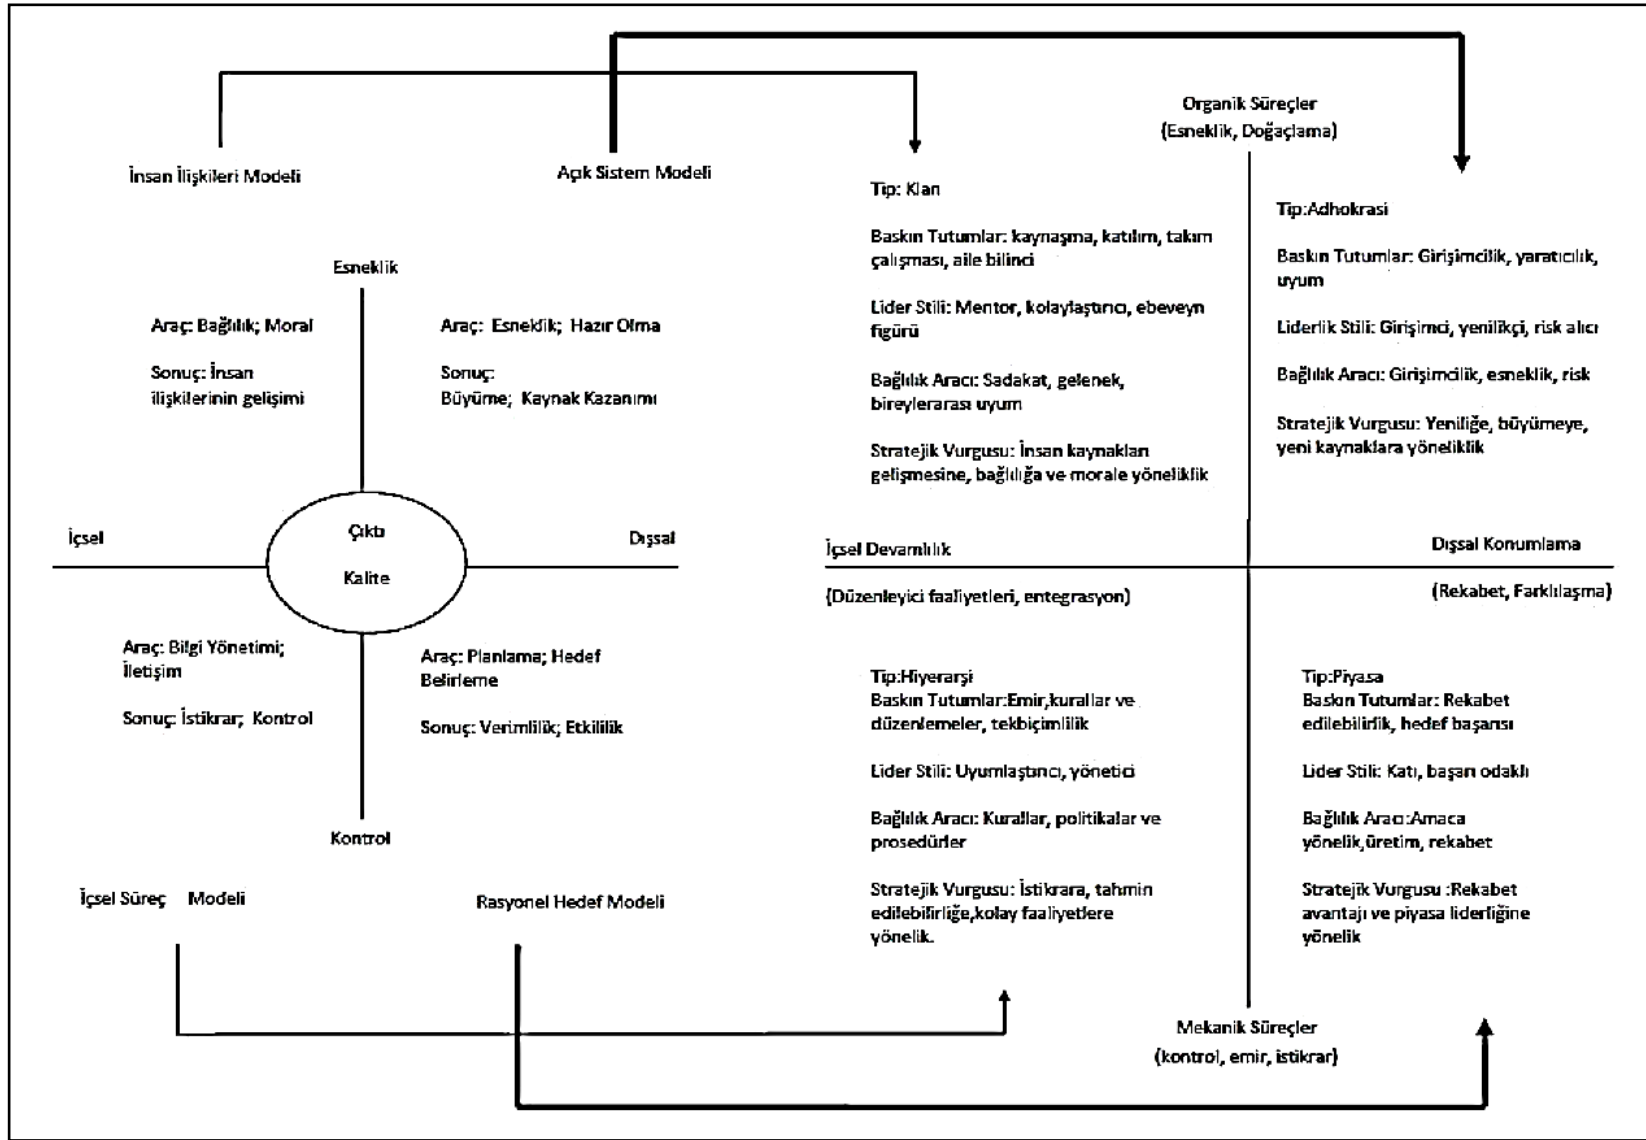 İnsan İlişkileri Modeli
Açık Sistem Modeli
Esneklik
Araç: Bağlılık; Moral
Sonuç: İnsan
ilişkilerinin gelişimi
Araç: Esneklik; Hazır Olma
Sonuç:
Büyüme; Kaynak Kazanımı
İçsel
Çıktı
Kalite
Dışsal
Araç: Bilgi Yönetimi;
İletişim
Sonuç: İstikrar; Kontrol
Araç: Planlama; Hedef
Belirleme
Sonuç: Verimlilik; Etkililik
Kontrol
İçsel Süreç Modeli
Rasyonel Hedef Modeli
Organik Süreçler
(Esneklik, Doğaçlama)
Tip: Klan
Baskın Tutumlar: kaynaşma, katılım, takım
çalışması, aile bilinci
Lider Stili: Mentor, kolaylaştırıcı, ebeveyn
figürü
Bağlılık Aracı: Sadakat, gelenek,
bireylerarası uyum
Stratejik Vurgusu: İnsan kaynakları
gelişmesine, bağlılığa ve morale yöneliklik
Tip:Adhokrasi
Baskın Tutumlar: Girişimcilik, yaratıcılık,
uyum
Liderlik Stili: Girişimci, yenilikçi, risk alıcı
Bağlılık Aracı: Girişimcilik, esneklik, risk
Stratejik Vurgusu: Yeniliğe, büyümeye,
yeni kaynaklara yöneliklik
İçsel Devamlılık
(Düzenleyici faaliyetleri, entegrasyon)
Dışsal Konumlama
(Rekabet, Farklılaşma)
Tip:Hiyerarşi
Baskın Tutumlar:Emir,kurallar ve
düzenlemeler, tekbiçimlilik
Lider Stili: Uyumlaştırıcı, yönetici
Bağlılık Aracı: Kurallar, politikalar ve
prosedürler
Stratejik Vurgusu: İstikrara, tahmin
edilebilirliğe,kolay faaliyetlere
yönelik.
Tip:Piyasa
Baskın Tutumlar: Rekabet
edilebilirlik, hedef başarısı
Lider Stili: Katı, başarı odaklı
Bağlılık Aracı:Amaca
yönelik,üretim, rekabet
Stratejik Vurgusu :Rekabet
avantajı ve piyasa liderliğine
yönelik
Mekanik Süreçler
(kontrol, emir, istikrar)